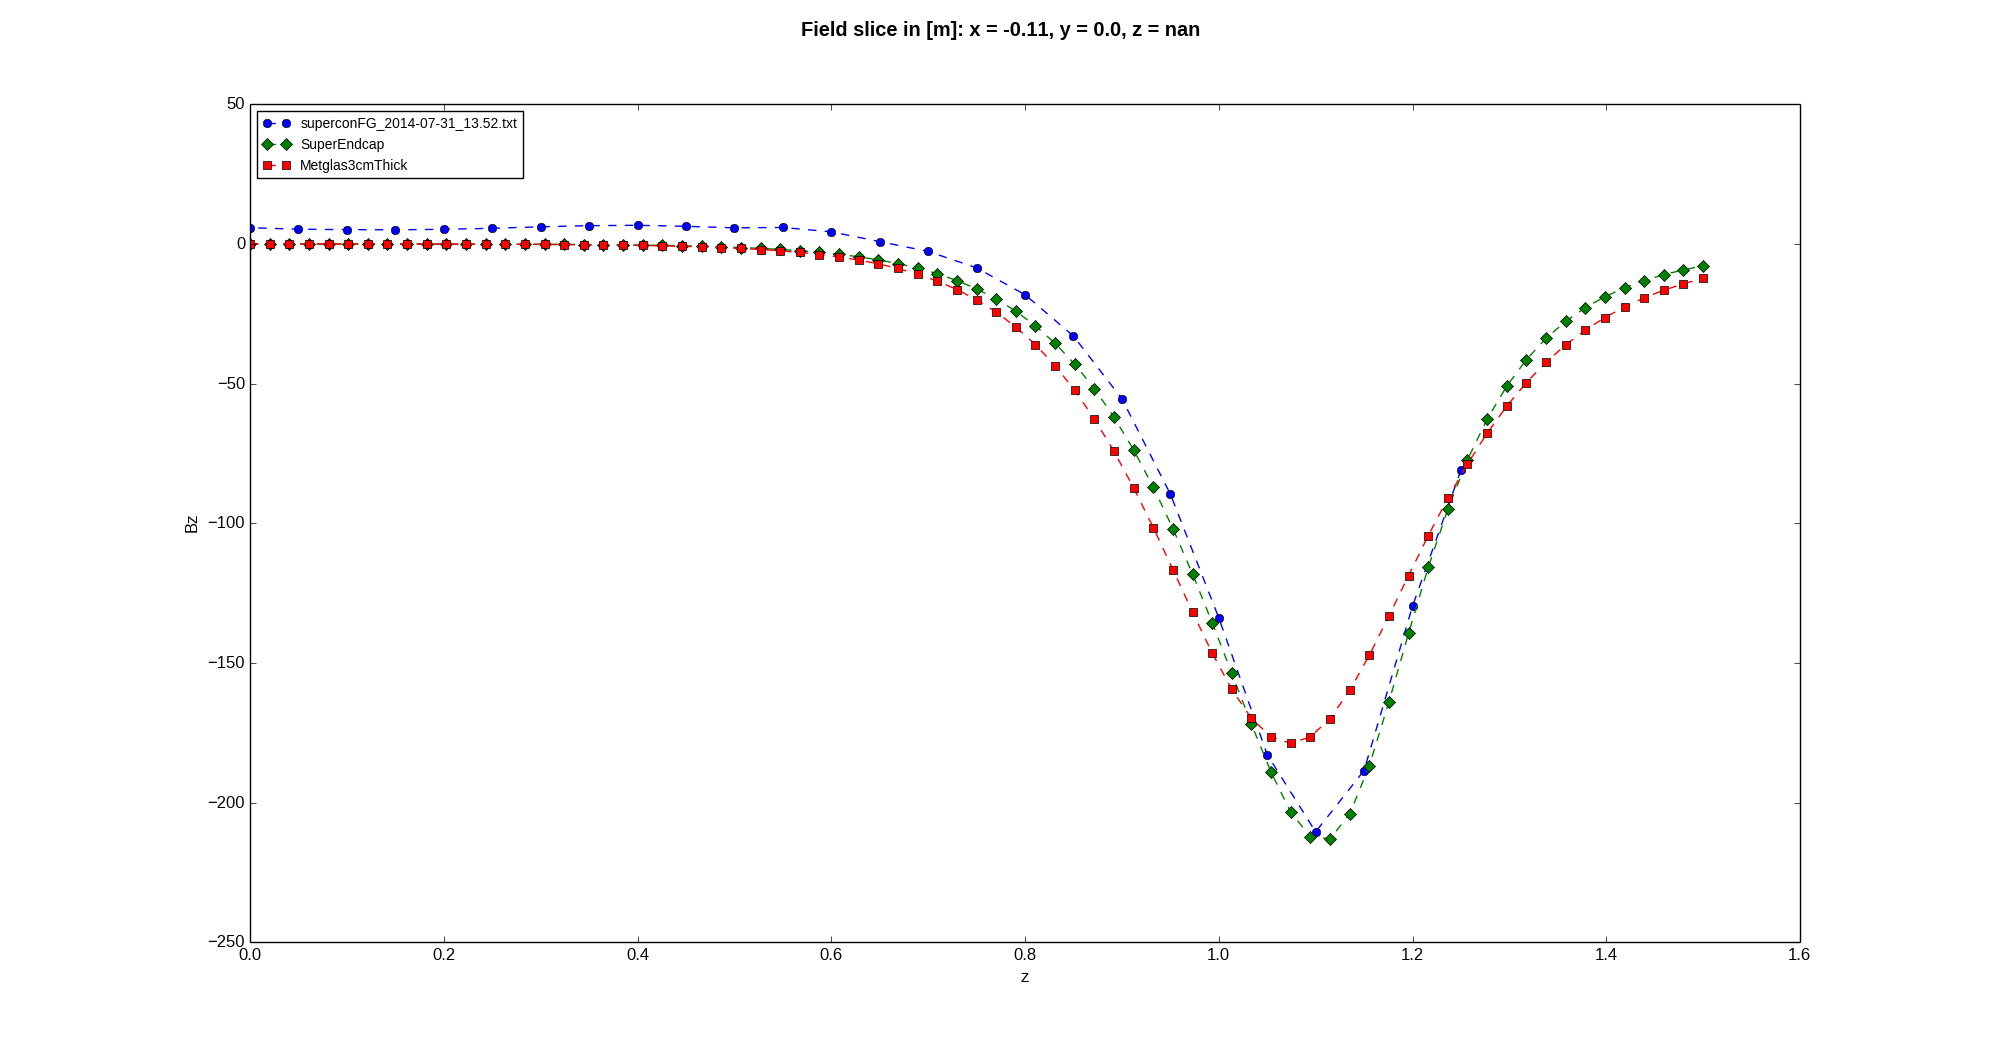 Field slice in [m]: x = -0.11, y = 0.0, z = nan
50
superconFG_2014-07-31_13.52.txt
SuperEndcap
Metglas3cmThick
0
−50
Bz
−100
−150
−200
−250
0.0 0.2 0.4 0.6 0.8 1.0 1.2 1.4 1.6
z